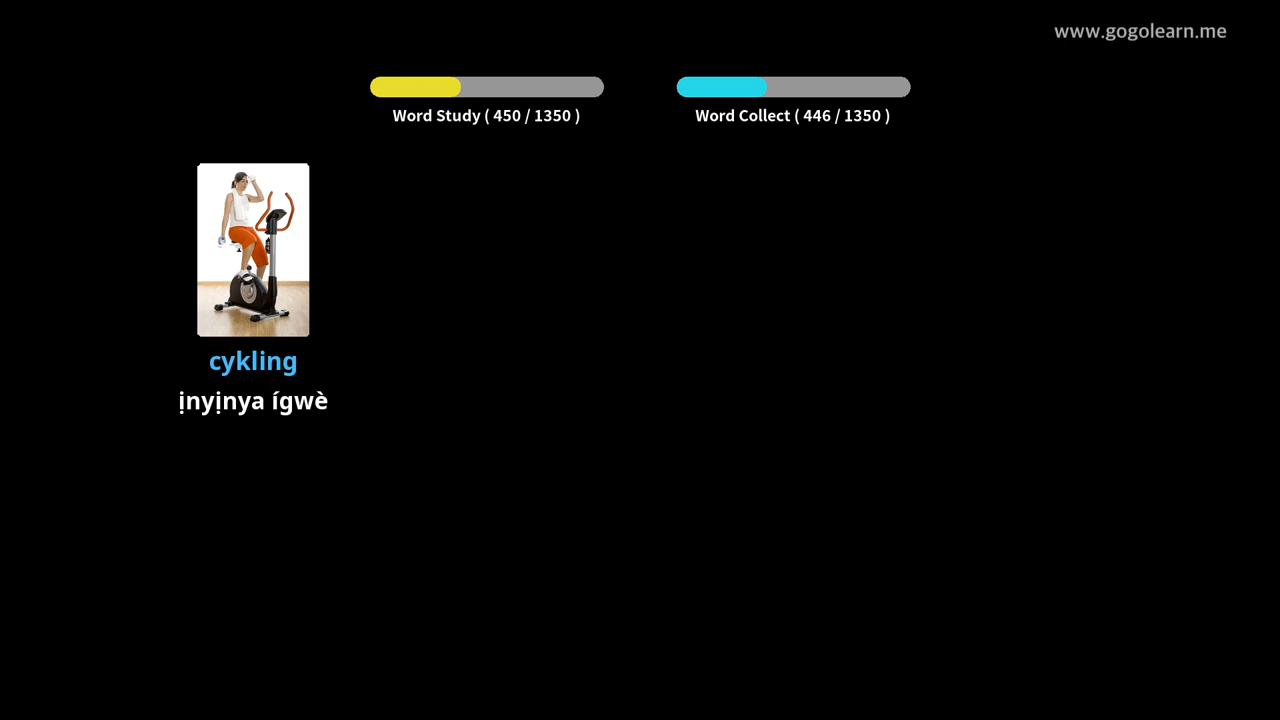 www.gogolearn.me
Word Study ( 450 / 1350 )
Word Collect ( 446 / 1350 )
cykling
ịnyịnya ígwè